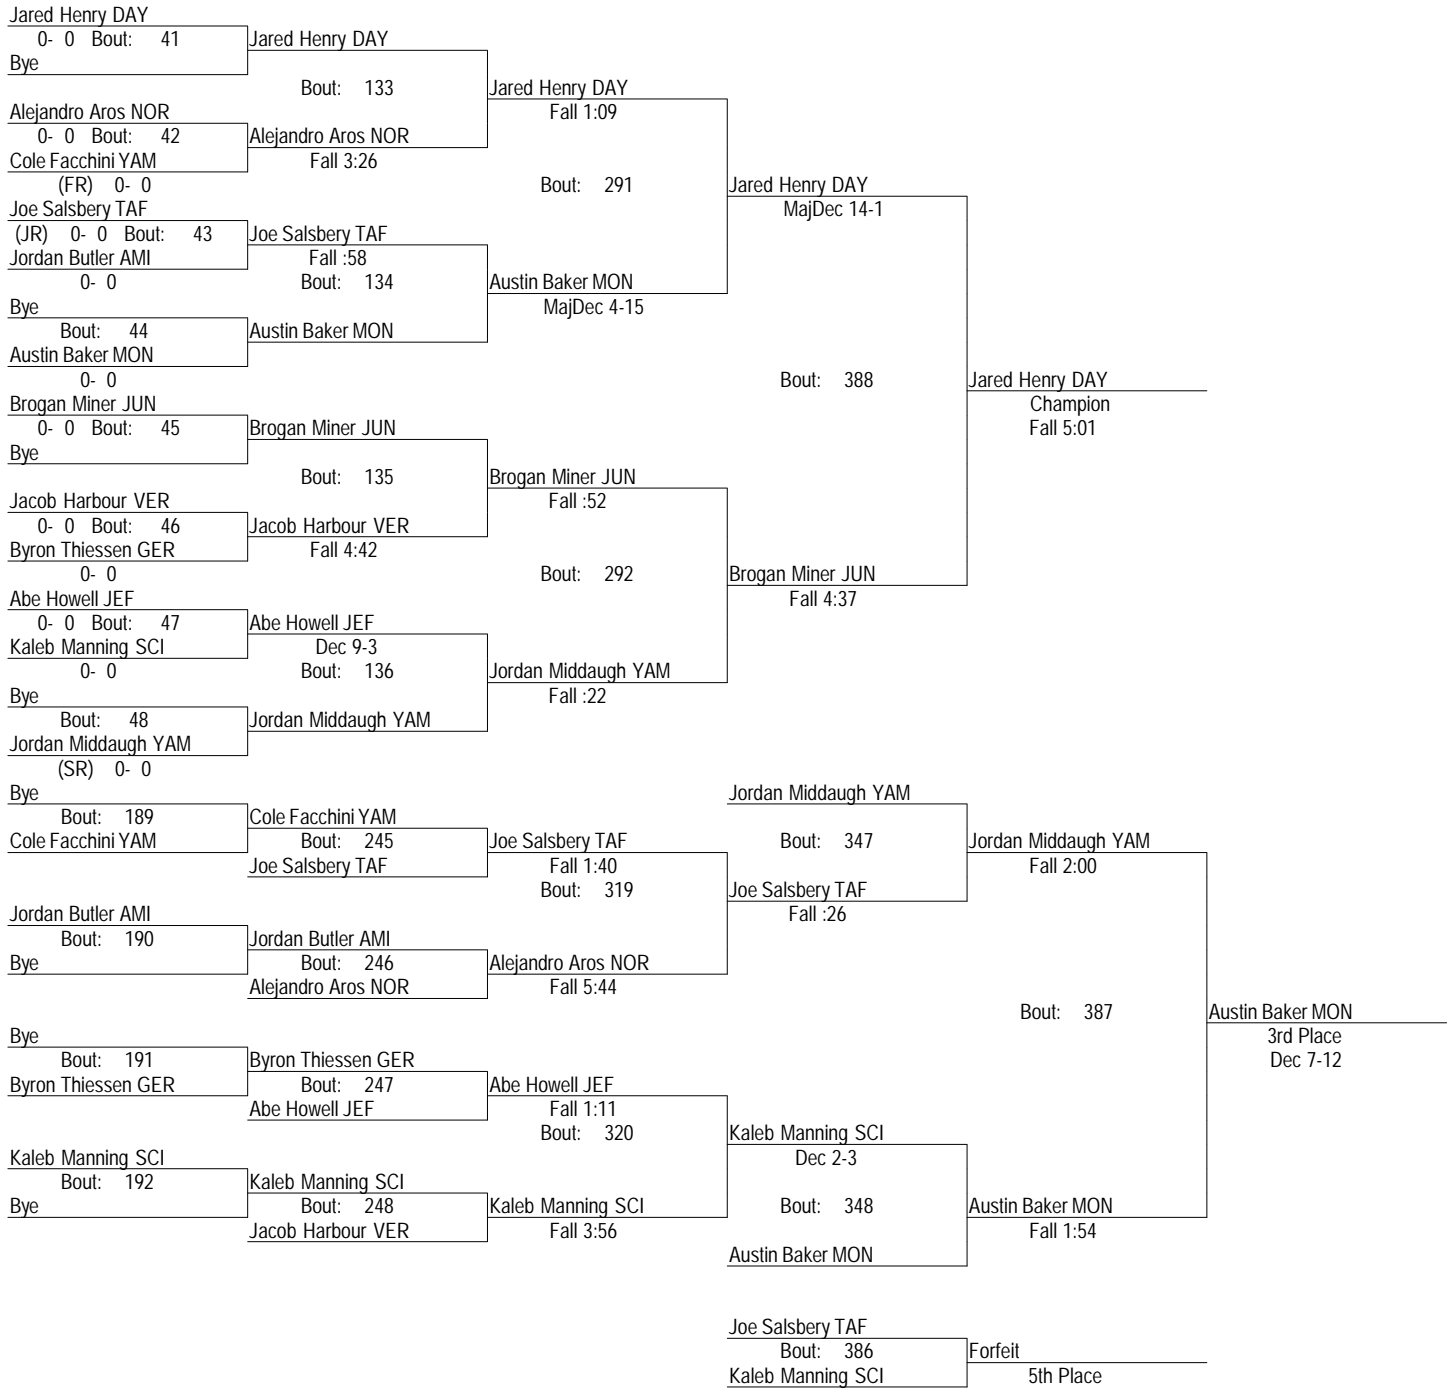 Jared Henry DAY
0- 0 Bout: 41
Jared Henry DAY
Bye
Bout: 133
Jared Henry DAY
Alejandro Aros NOR
Fall 1:09
0- 0 Bout: 42
Alejandro Aros NOR
Cole Facchini YAM
Fall 3:26
(FR) 0- 0
Bout: 291
Jared Henry DAY
Joe Salsbery TAF
MajDec 14-1
(JR) 0- 0 Bout: 43
Joe Salsbery TAF
Jordan Butler AMI
Fall :58
0- 0
Bout: 134
Austin Baker MON
Bye
MajDec 4-15
Bout: 44
Austin Baker MON
Austin Baker MON
0- 0
Bout: 388
Jared Henry DAY
Brogan Miner JUN
Champion
0- 0 Bout: 45
Brogan Miner JUN
Fall 5:01
Bye
Bout: 135
Brogan Miner JUN
Jacob Harbour VER
Fall :52
0- 0 Bout: 46
Jacob Harbour VER
Byron Thiessen GER
Fall 4:42
0- 0
Bout: 292
Brogan Miner JUN
Abe Howell JEF
Fall 4:37
0- 0 Bout: 47
Abe Howell JEF
Kaleb Manning SCI
Dec 9-3
0- 0
Bout: 136
Jordan Middaugh YAM
Bye
Fall :22
Bout: 48
Jordan Middaugh YAM
Jordan Middaugh YAM
(SR) 0- 0
Bye
Jordan Middaugh YAM
Bout: 189
Cole Facchini YAM
Cole Facchini YAM
Bout: 245
Joe Salsbery TAF
Bout: 347
Jordan Middaugh YAM
Joe Salsbery TAF
Fall 1:40
Fall 2:00
Bout: 319
Joe Salsbery TAF
Jordan Butler AMI
Fall :26
Bout: 190
Jordan Butler AMI
Bye
Bout: 246
Alejandro Aros NOR
Alejandro Aros NOR
Fall 5:44
Bout: 387
Austin Baker MON
Bye
3rd Place
Bout: 191
Byron Thiessen GER
Dec 7-12
Byron Thiessen GER
Bout: 247
Abe Howell JEF
Abe Howell JEF
Fall 1:11
Bout: 320
Kaleb Manning SCI
Kaleb Manning SCI
Dec 2-3
Bout: 192
Kaleb Manning SCI
Bye
Bout: 248
Kaleb Manning SCI
Bout: 348
Austin Baker MON
Jacob Harbour VER
Fall 3:56
Fall 1:54
Austin Baker MON
Joe Salsbery TAF
Bout: 386
Forfeit
Kaleb Manning SCI
5th Place